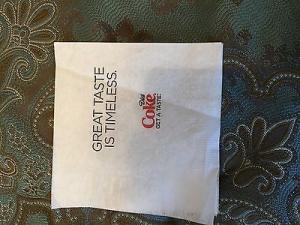 GREAT TASTE
IS TIMELESS.
Diet
Coke
GET A TASTE